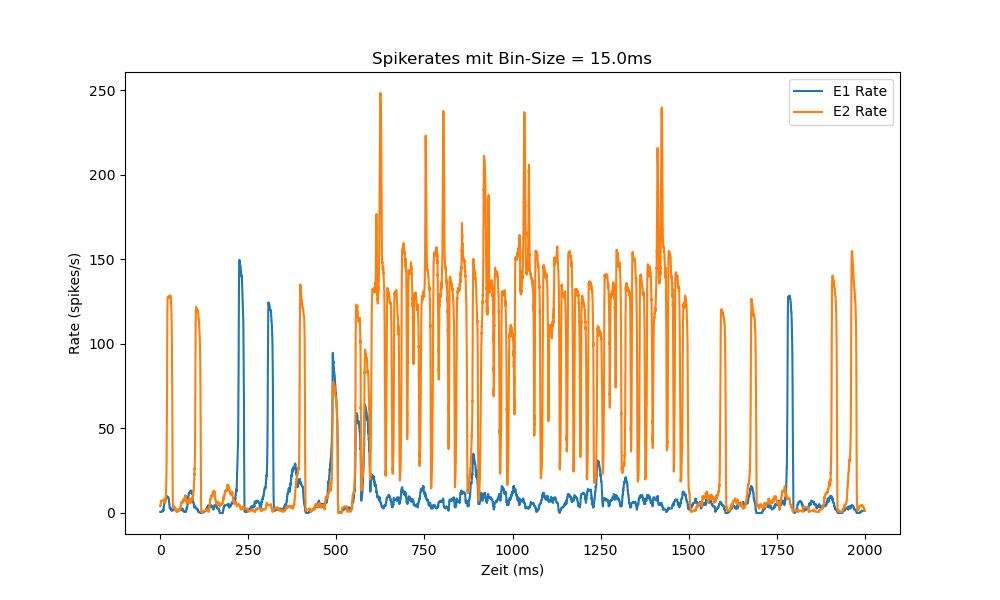 Spikerates mit Bin-Size = 15.0ms
E1 Rate
E2 Rate
250
200
150
100
50
0
Rate (spikes/s)
0 250 500 750 1000 1250 1500 1750 2000
Zeit (ms)